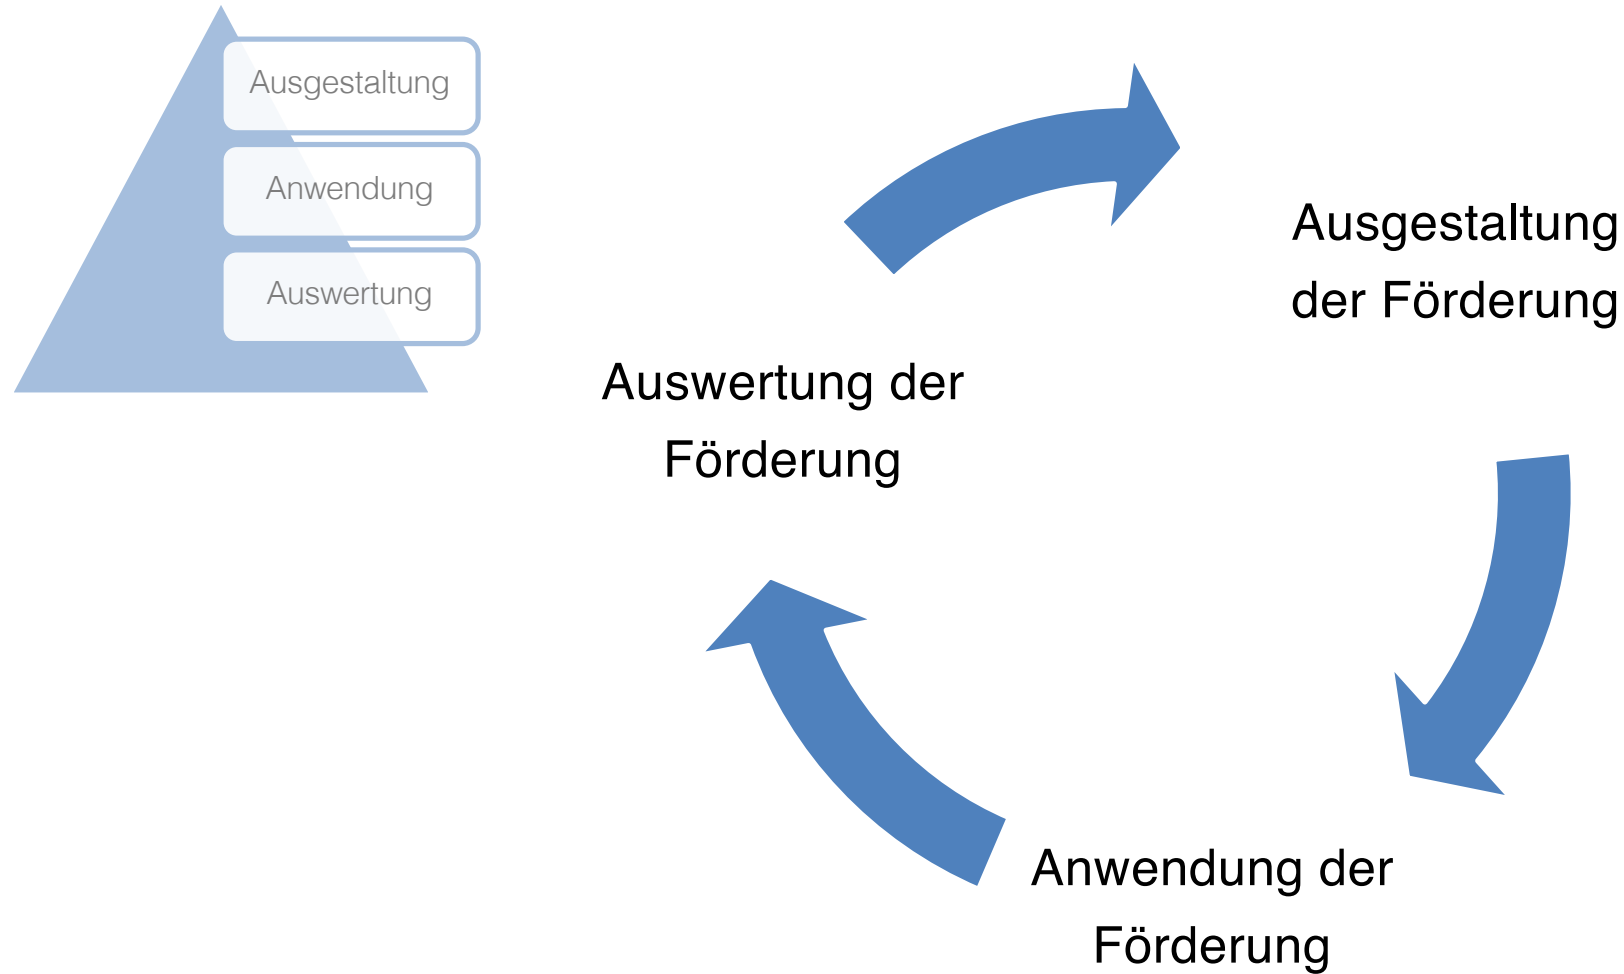 Ausgestaltung
Anwendung
Auswertung
Ausgestaltung
der Förderung
Auswertung der
Förderung
Anwendung der
Förderung